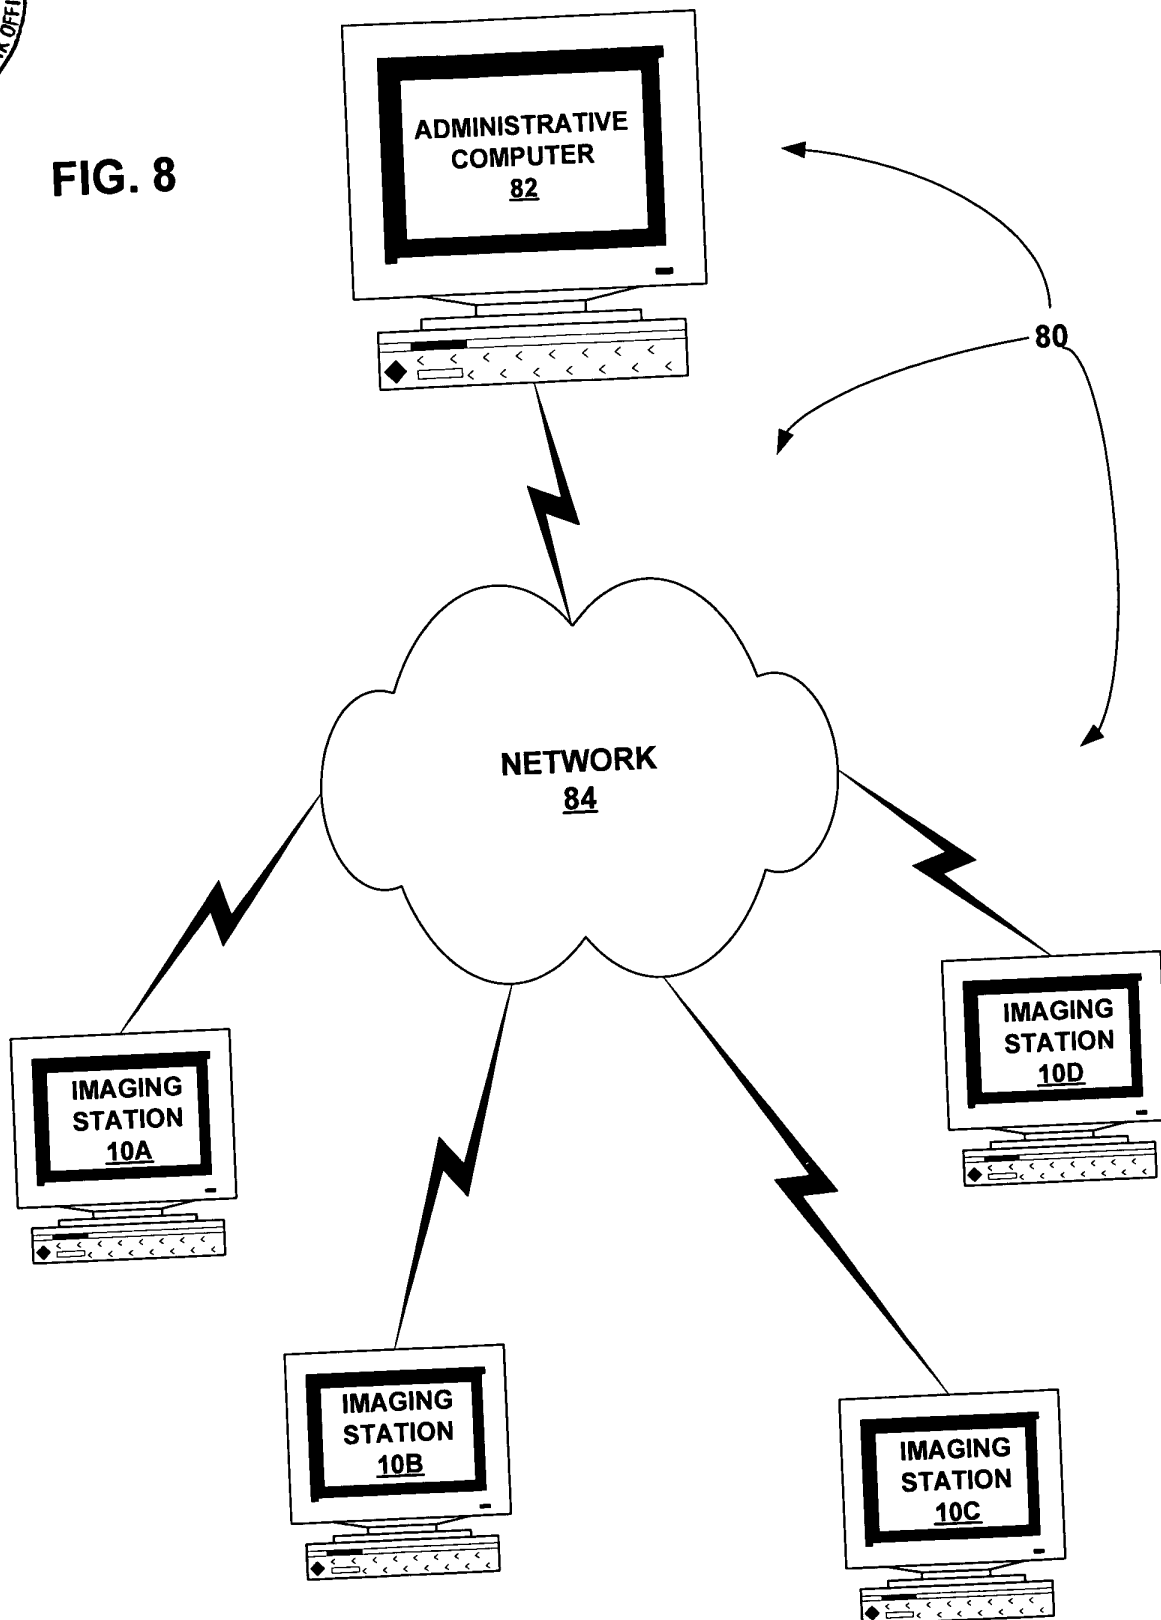 FIG. 8
ADMINISTRATIVE
COMPUTER
82
80
NETWORK
84
IMAGING
STATION
10D
IMAGING
STATION
10A
IMAGING
STATION
10B
IMAGING
STATION
10C